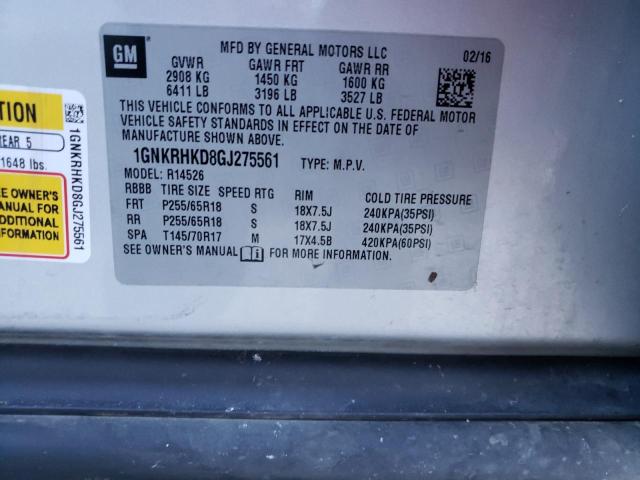 GM
MFD BY GENERAL MOTORS LLC 02/16
GVWR GAWR FRT GAWR RR
2908 KG 1450 KG 1600 KG
6411 LB 3196 LB 3527 LB
THIS VEHICLE CONFORMS TO ALL APPLICABLE U.S. FEDERAL MOTOR
VEHICLE SAFETY STANDARDS IN EFFECT ON THE DATE OF
MANUFACTURE SHOWN ABOVE.
1GNKRHKD8GJ275561 TYPE: M.P.V.
MODEL: R14526
RBBB TIRE SIZE SPEED RTG RIM COLD TIRE PRESSURE
FRT P255/65R18 S 18X7.5J 240KPA(35PSI)
RR P255/65R18 S 18X7.5J 240KPA(35PSI)
SPA T145/70R17 M 17X4.5B 420KPA(60PSI)
SEE OWNER'S MANUAL FOR MORE INFORMATION.
TION
REAR 5
1648 lbs.
SEE OWNER'S
MANUAL FOR
ADDITIONAL
INFORMATION
1GNKRHKD8GJ275561